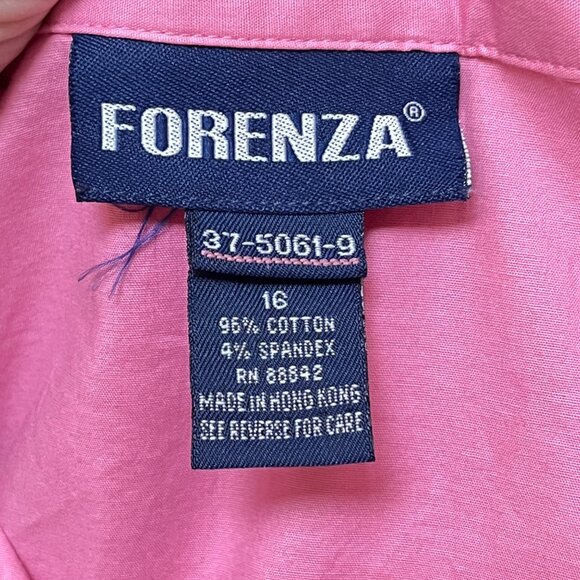 FORENZA®
37-5061-9
16
96% COTTON
4% SPANDEX
RN 88842
MADE IN HONG KONG
SEE REVERSE FOR CARE